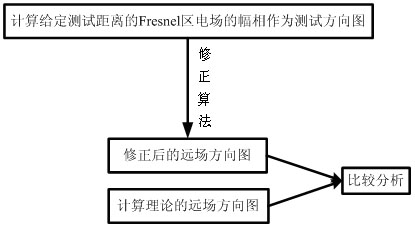 计算给定测试距离的Fresnel区电场的幅相作为测试方向图
修
正
算
法
修正后的远场方向图
比较分析
计算理论的远场方向图